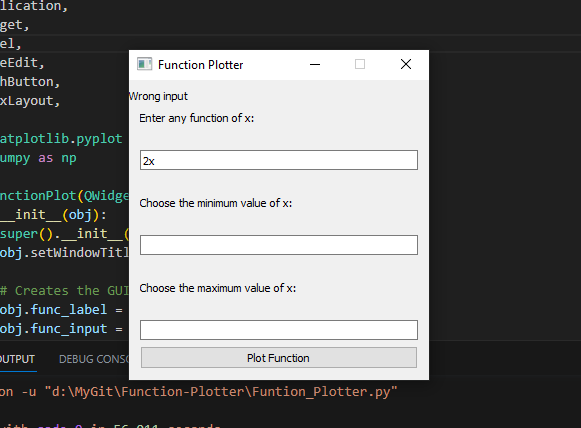 lication,
get,
el,
eEdit,
hButton,
xLayout,
atplotlib.pyplot
umpy as np
nctionPlot(QWidge
__init__(obj):
super().__init__(
obj.setWindowTitl
# Creates the GUI
obj.func_label =
obj.func_input =
Function Plotter
Wrong input
Enter any function of x:
2x
Choose the minimum value of x:
Choose the maximum value of x:
Plot Function
OUTPUT
DEBUG CONS
on -u "d:\MyGit\Function-Plotter\Funtion_Plotter.py"